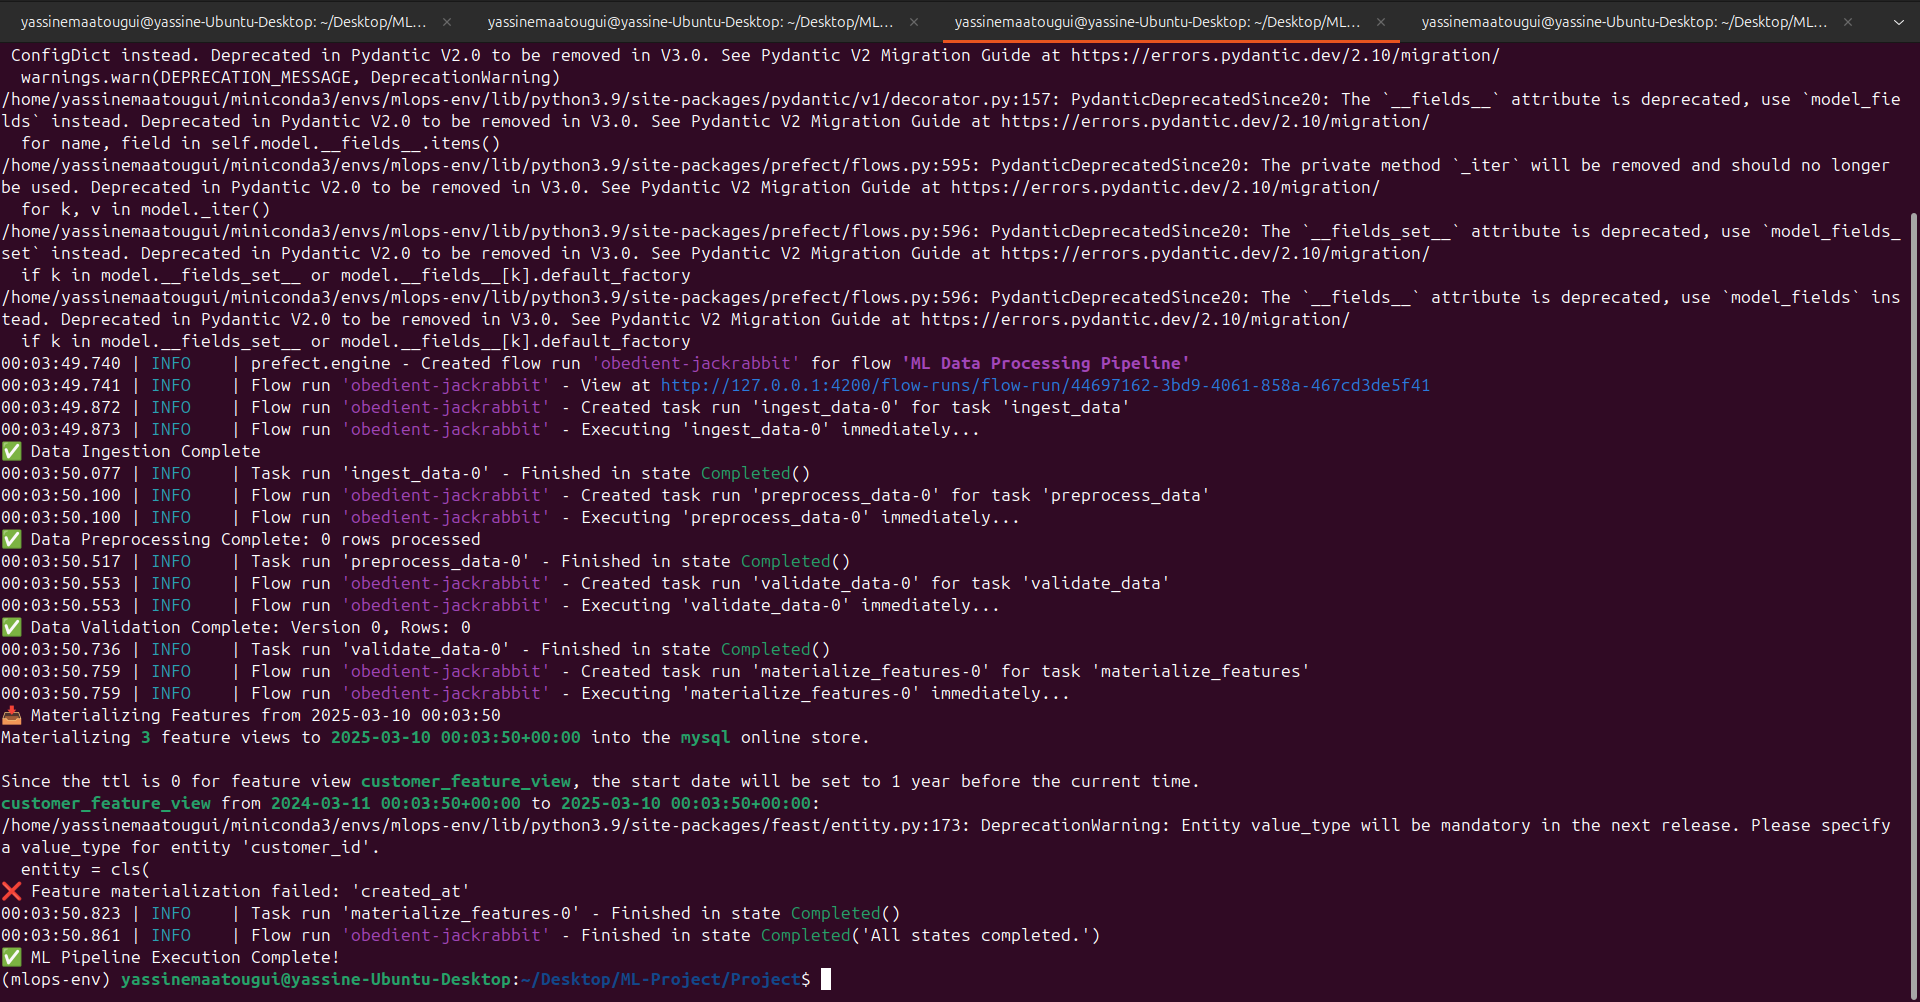 yassinemaatougui@yassine-Ubuntu-Desktop: ~/Desktop/ML... × yassinemaatougui@yassine-Ubuntu-Desktop: ~/Desktop/ML... × yassinemaatougui@yassine-Ubuntu-Desktop: ~/Desktop/ML... × yassinemaatougui@yassine-Ubuntu-Desktop: ~/Desktop/ML... ×
 ConfigDict instead. Deprecated in Pydantic V2.0 to be removed in V3.0. See Pydantic V2 Migration Guide at https://errors.pydantic.dev/2.10/migration/
  warnings.warn(DEPRECATION_MESSAGE, DeprecationWarning)
/home/yassinemaatougui/miniconda3/envs/mlops-env/lib/python3.9/site-packages/pydantic/v1/decorator.py:157: PydanticDeprecatedSince20: The `__fields__` attribute is deprecated, use `model_fie
lds` instead. Deprecated in Pydantic V2.0 to be removed in V3.0. See Pydantic V2 Migration Guide at https://errors.pydantic.dev/2.10/migration/
  for name, field in self.model.__fields__.items()
/home/yassinemaatougui/miniconda3/envs/mlops-env/lib/python3.9/site-packages/prefect/flows.py:595: PydanticDeprecatedSince20: The private method `_iter` will be removed and should no longer
be used. Deprecated in Pydantic V2.0 to be removed in V3.0. See Pydantic V2 Migration Guide at https://errors.pydantic.dev/2.10/migration/
  for k, v in model._iter()
/home/yassinemaatougui/miniconda3/envs/mlops-env/lib/python3.9/site-packages/prefect/flows.py:596: PydanticDeprecatedSince20: The `__fields_set__` attribute is deprecated, use `model_fields_
set` instead. Deprecated in Pydantic V2.0 to be removed in V3.0. See Pydantic V2 Migration Guide at https://errors.pydantic.dev/2.10/migration/
  if k in model.__fields_set__ or model.__fields__[k].default_factory
/home/yassinemaatougui/miniconda3/envs/mlops-env/lib/python3.9/site-packages/prefect/flows.py:596: PydanticDeprecatedSince20: The `__fields__` attribute is deprecated, use `model_fields` ins
tead. Deprecated in Pydantic V2.0 to be removed in V3.0. See Pydantic V2 Migration Guide at https://errors.pydantic.dev/2.10/migration/
  if k in model.__fields_set__ or model.__fields__[k].default_factory
00:03:49.740 | INFO    | prefect.engine - Created flow run 'obedient-jackrabbit' for flow 'ML Data Processing Pipeline'
00:03:49.741 | INFO    | Flow run 'obedient-jackrabbit' - View at http://127.0.0.1:4200/flow-runs/flow-run/44697162-3bd9-4061-858a-467cd3de5f41
00:03:49.872 | INFO    | Flow run 'obedient-jackrabbit' - Created task run 'ingest_data-0' for task 'ingest_data'
00:03:49.873 | INFO    | Flow run 'obedient-jackrabbit' - Executing 'ingest_data-0' immediately...
✅ Data Ingestion Complete
00:03:50.077 | INFO    | Task run 'ingest_data-0' - Finished in state Completed()
00:03:50.100 | INFO    | Flow run 'obedient-jackrabbit' - Created task run 'preprocess_data-0' for task 'preprocess_data'
00:03:50.100 | INFO    | Flow run 'obedient-jackrabbit' - Executing 'preprocess_data-0' immediately...
✅ Data Preprocessing Complete: 0 rows processed
00:03:50.517 | INFO    | Task run 'preprocess_data-0' - Finished in state Completed()
00:03:50.553 | INFO    | Flow run 'obedient-jackrabbit' - Created task run 'validate_data-0' for task 'validate_data'
00:03:50.553 | INFO    | Flow run 'obedient-jackrabbit' - Executing 'validate_data-0' immediately...
✅ Data Validation Complete: Version 0, Rows: 0
00:03:50.736 | INFO    | Task run 'validate_data-0' - Finished in state Completed()
00:03:50.759 | INFO    | Flow run 'obedient-jackrabbit' - Created task run 'materialize_features-0' for task 'materialize_features'
00:03:50.759 | INFO    | Flow run 'obedient-jackrabbit' - Executing 'materialize_features-0' immediately...
📥 Materializing Features from 2025-03-10 00:03:50
Materializing 3 feature views to 2025-03-10 00:03:50+00:00 into the mysql online store.
Since the ttl is 0 for feature view customer_feature_view, the start date will be set to 1 year before the current time.
customer_feature_view from 2024-03-11 00:03:50+00:00 to 2025-03-10 00:03:50+00:00:
/home/yassinemaatougui/miniconda3/envs/mlops-env/lib/python3.9/site-packages/feast/entity.py:173: DeprecationWarning: Entity value_type will be mandatory in the next release. Please specify
a value_type for entity 'customer_id'.
  entity = cls(
❌ Feature materialization failed: 'created_at'
00:03:50.823 | INFO    | Task run 'materialize_features-0' - Finished in state Completed()
00:03:50.861 | INFO    | Flow run 'obedient-jackrabbit' - Finished in state Completed('All states completed.')
✅ ML Pipeline Execution Complete!
(mlops-env) yassinemaatougui@yassine-Ubuntu-Desktop:~/Desktop/ML-Project/Project$